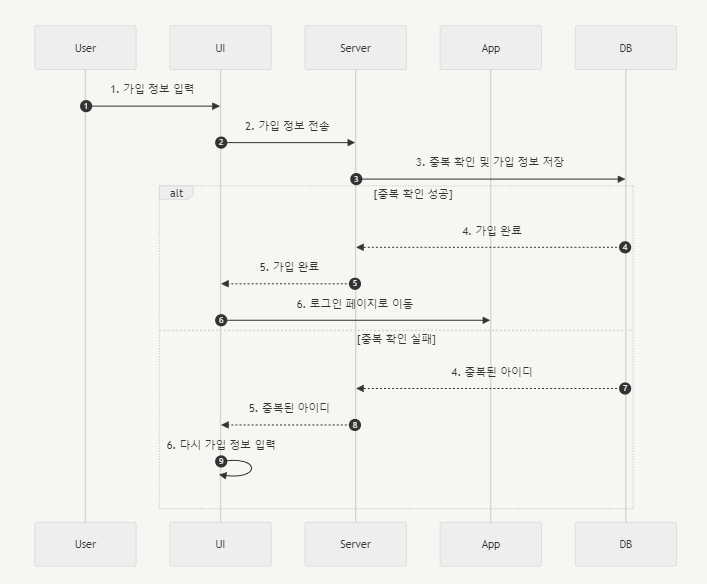 User UI Server App DB
1. 가입 정보 입력
1
2. 가입 정보 전송
2
3. 중복 확인 및 가입 정보 저장
3
alt [중복 확인 성공]
4. 가입 완료
4
5. 가입 완료
5
6. 로그인 페이지로 이동
6
[중복 확인 실패]
4. 중복된 아이디
7
5. 중복된 아이디
8
6. 다시 가입 정보 입력
9
User UI Server App DB